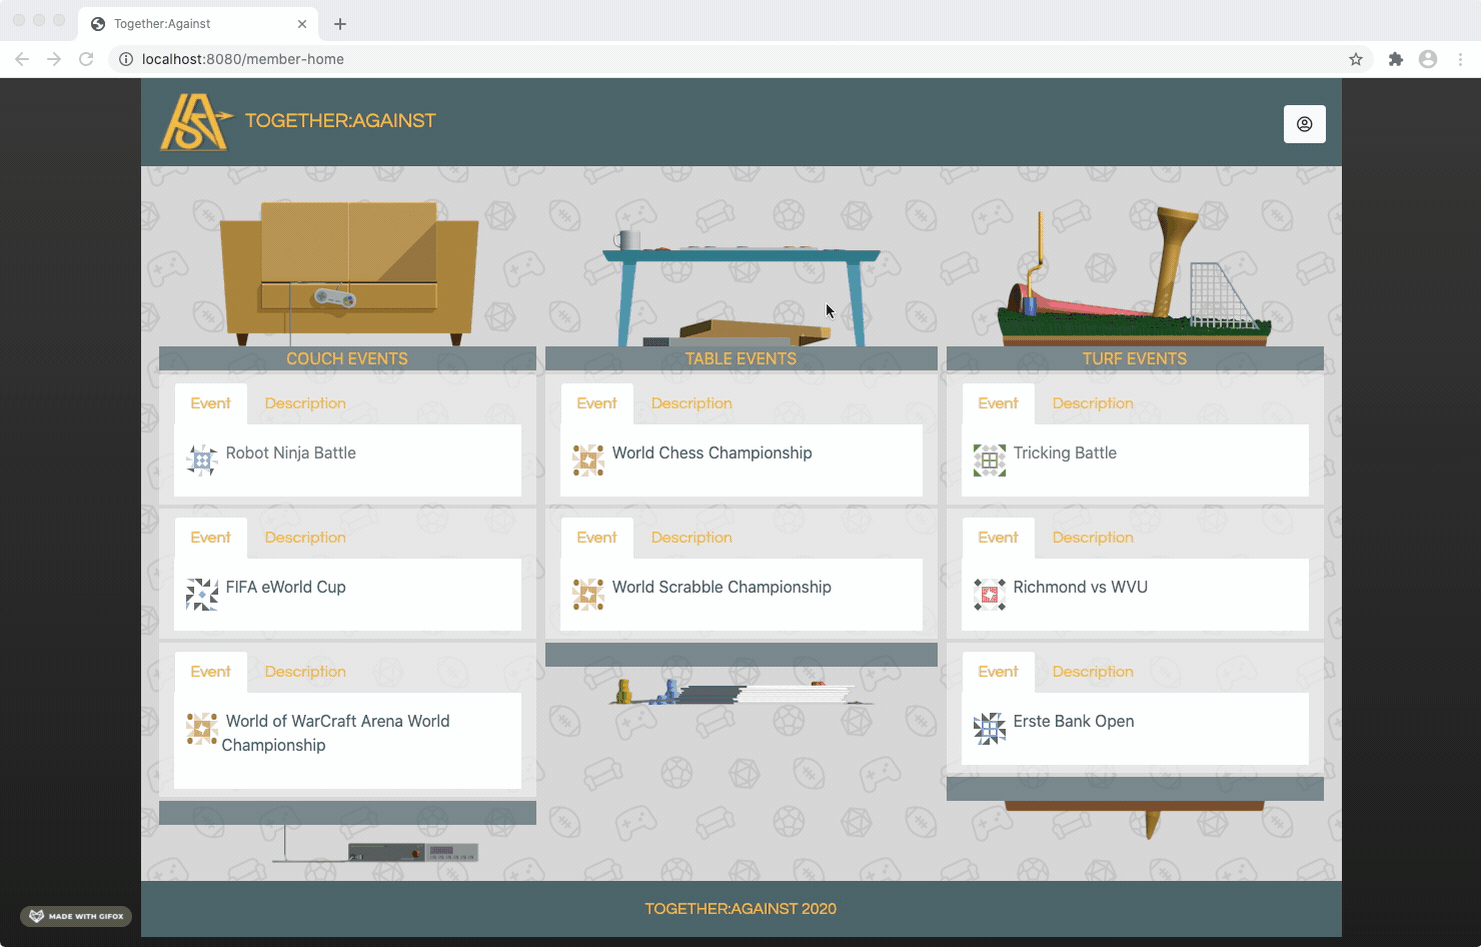 Together:Against
localhost:8080/member-home
TOGETHER:AGAINST
COUCH EVENTS
Event Description
Robot Ninja Battle
Event Description
FIFA eWorld Cup
Event Description
World of WarCraft Arena World
Championship
TABLE EVENTS
Event Description
World Chess Championship
Event Description
World Scrabble Championship
TURF EVENTS
Event Description
Tricking Battle
Event Description
Richmond vs WVU
Event Description
Erste Bank Open
MADE WITH GIFOX
TOGETHER:AGAINST 2020